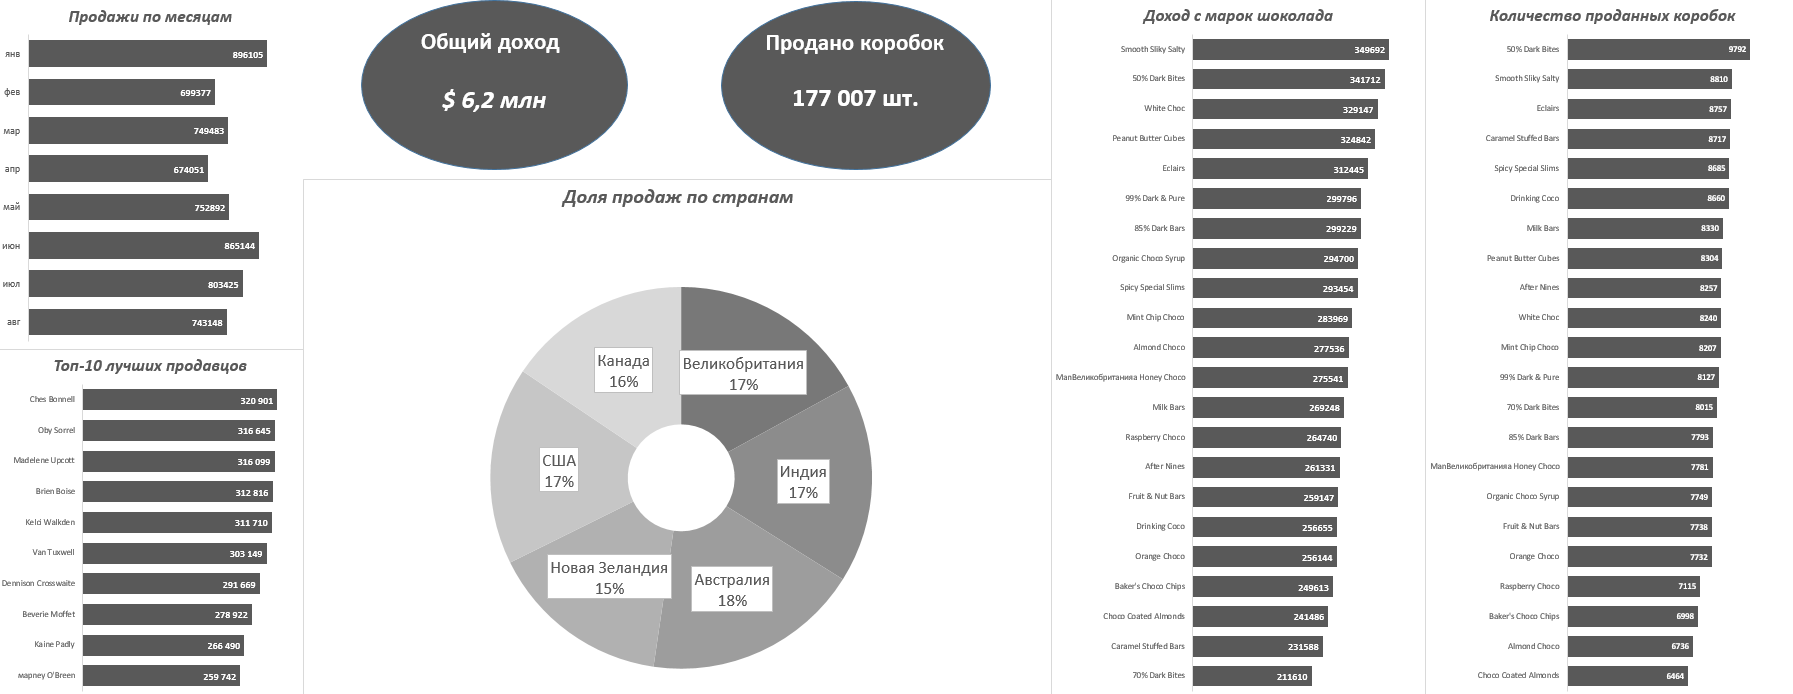 Продажи по месяцам
янв 896105
фев 699377
мар 749483
апр 674051
май 752892
июн 865144
июл 803425
авг 743148
Топ-10 лучших продавцов
Ches Bonnell 320 901
Oby Sorrel 316 645
Madelene Upcott 316 099
Brien Boise 312 816
Kelci Walkden 311 710
Van Tuxwell 303 149
Dennison Crosswaite 291 669
Beverie Moffet 278 922
Kaine Padly 266 490
марney O'Breen 259 742
Общий доход
$ 6,2 млн
Продано коробок
177 007 шт.
Доля продаж по странам
Канада
16%
Великобритания
17%
США
17%
Индия
17%
Новая Зеландия
15%
Австралия
18%
Доход с марок шоколада
Smooth Sliky Salty 349692
50% Dark Bites 341712
White Choc 329147
Peanut Butter Cubes 324842
Eclairs 312445
99% Dark & Pure 299796
85% Dark Bars 299229
Organic Choco Syrup 294700
Spicy Special Slims 293454
Mint Chip Choco 283969
Almond Choco 277536
ManВеликобританияa Honey Choco 275541
Milk Bars 269248
Raspberry Choco 264740
After Nines 261331
Fruit & Nut Bars 259147
Drinking Coco 256655
Orange Choco 256144
Baker's Choco Chips 249613
Choco Coated Almonds 241486
Caramel Stuffed Bars 231588
70% Dark Bites 211610
Количество проданных коробок
50% Dark Bites 9792
Smooth Sliky Salty 8810
Eclairs 8757
Caramel Stuffed Bars 8717
Spicy Special Slims 8685
Drinking Coco 8660
Milk Bars 8330
Peanut Butter Cubes 8304
After Nines 8257
White Choc 8240
Mint Chip Choco 8207
99% Dark & Pure 8127
70% Dark Bites 8015
85% Dark Bars 7793
ManВеликобританияa Honey Choco 7781
Organic Choco Syrup 7749
Fruit & Nut Bars 7738
Orange Choco 7732
Raspberry Choco 7115
Baker's Choco Chips 6998
Almond Choco 6736
Choco Coated Almonds 6464